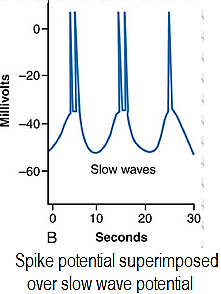 0
−20
−40
−60
Millivolts
Slow waves
0 10 20 30
B Seconds
Spike potential superimposed
over slow wave potential